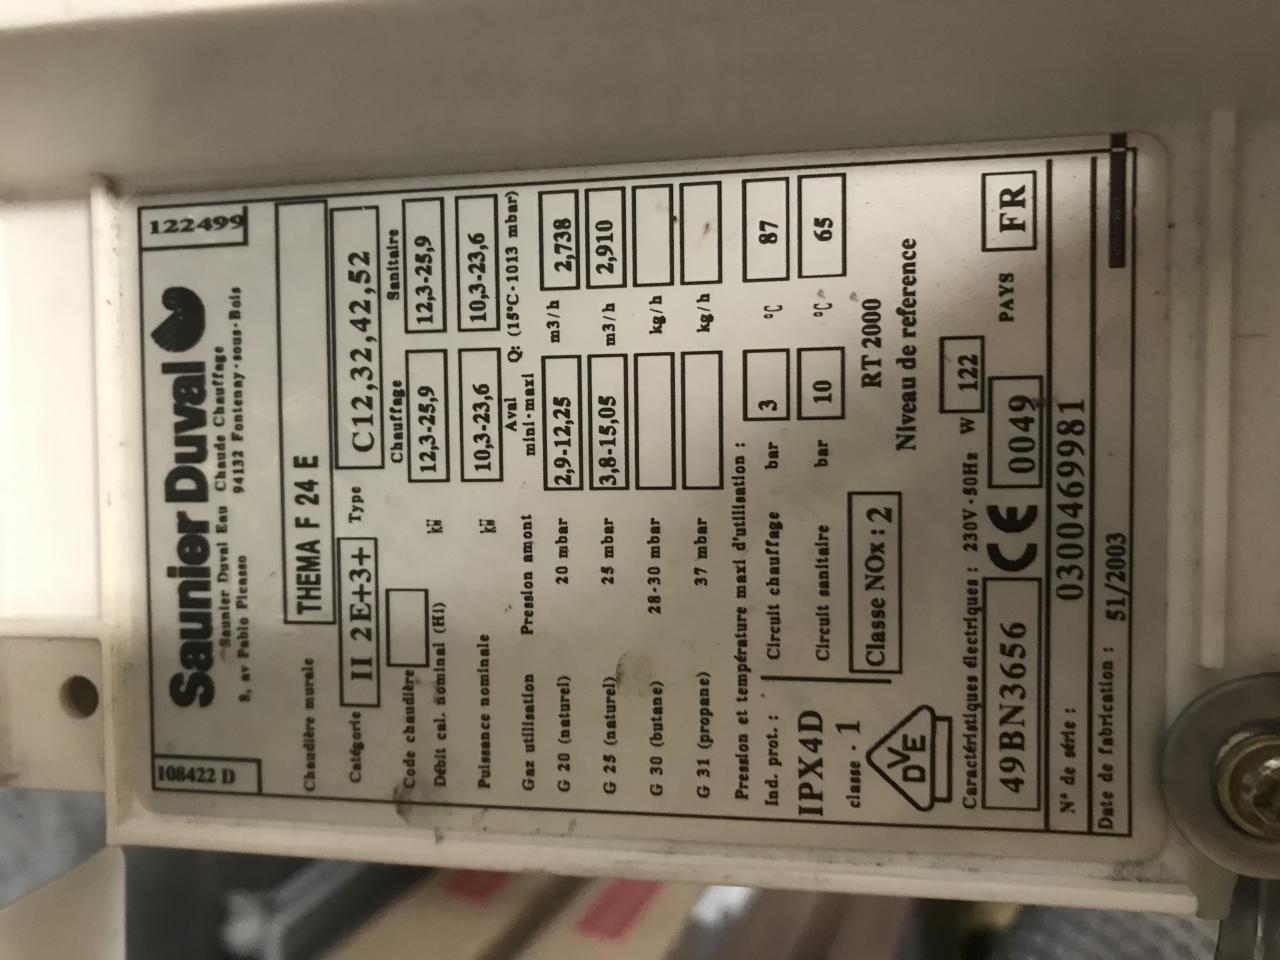 108422 D
122499
Saunier Duval
Saunier Duval Eau Chaude Chauffage
8, av Pablo Picasso 94132 Fontenay-sous-Bois
Chaudière murale THEMA F 24 E
Catégorie II 2E+3+ Type C12,32,42,52
Code chaudière Chauffage Sanitaire
Débit cal. nominal (Hi) kW 12,3-25,9 12,3-25,9
Puissance nominale kW 10,3-23,6 10,3-23,6
Aval Q: (15°C-1013 mbar)
Gaz utilisation Pression amont mini-maxi
G 20 (naturel) 20 mbar 2,9-12,25 m3/h 2,738
G 25 (naturel) 25 mbar 3,8-15,05 m3/h 2,910
G 30 (butane) 28-30 mbar kg/h
G 31 (propane) 37 mbar kg/h
Pression et température maxi d'utilisation :
Ind. prot. : Circuit chauffage bar 3 °C 87
IPX4D Circuit sanitaire bar 10 °C 65
classe - 1 Classe NOx : 2 RT 2000
Niveau de reference
DVE
Caractéristiques électriques : 230V-50Hz W 122
49BN3656 CE 0049 PAYS FR
N° de série : 0300469981
Date de fabrication : 51/2003